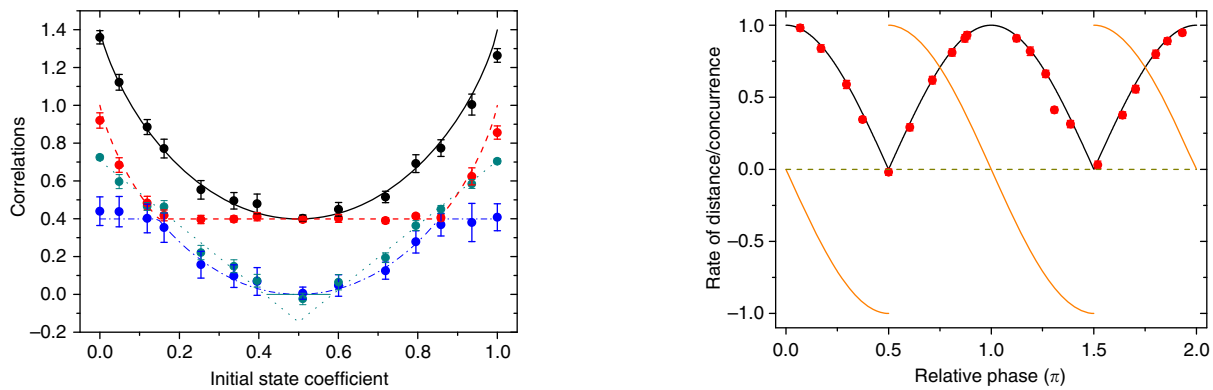 1.4
1.2
1.0
0.8
0.6
0.4
0.2
0.0
−0.2
Correlations
0.0 0.2 0.4 0.6 0.8 1.0
Initial state coefficient
1.0
0.5
0.0
−0.5
−1.0
Rate of distance/concurrence
0.0 0.5 1.0 1.5 2.0
Relative phase (π)